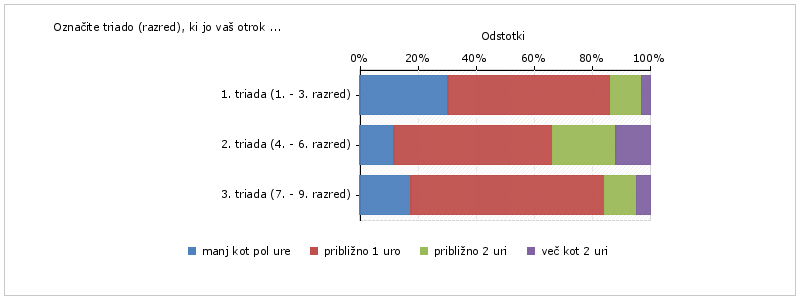 Označite triado (razred), ki jo vaš otrok ...
Odstotki
0% 20% 40% 60% 80% 100%
1. triada (1. - 3. razred)
2. triada (4. - 6. razred)
3. triada (7. - 9. razred)
manj kot pol ure približno 1 uro približno 2 uri več kot 2 uri